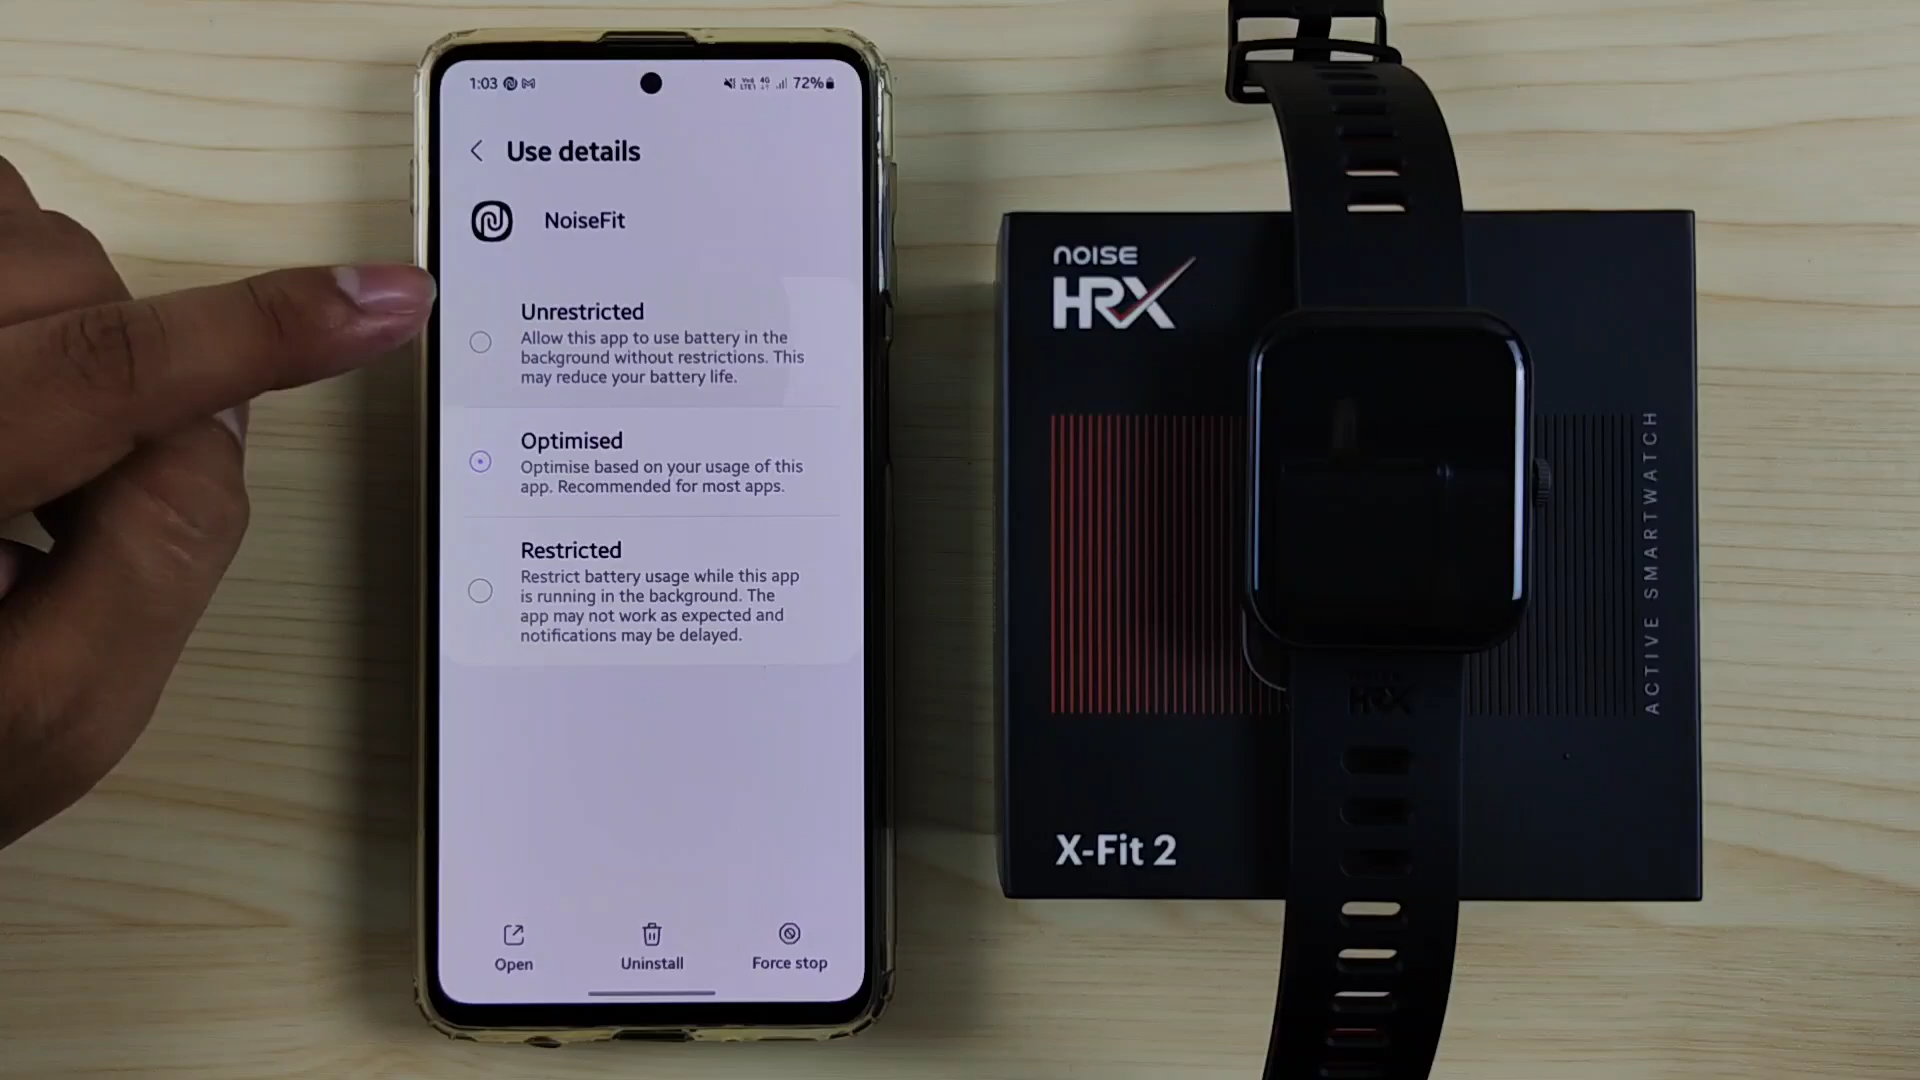 1:03
72%
Use details
NoiseFit
Unrestricted
Allow this app to use battery in the
background without restrictions. This
may reduce your battery life.
Optimised
Optimise based on your usage of this
app. Recommended for most apps.
Restricted
Restrict battery usage while this app
is running in the background. The
app may not work as expected and
notifications may be delayed.
Open
Uninstall
Force stop
noise
HRX
ACTIVE SMARTWATCH
HRX
X-Fit 2